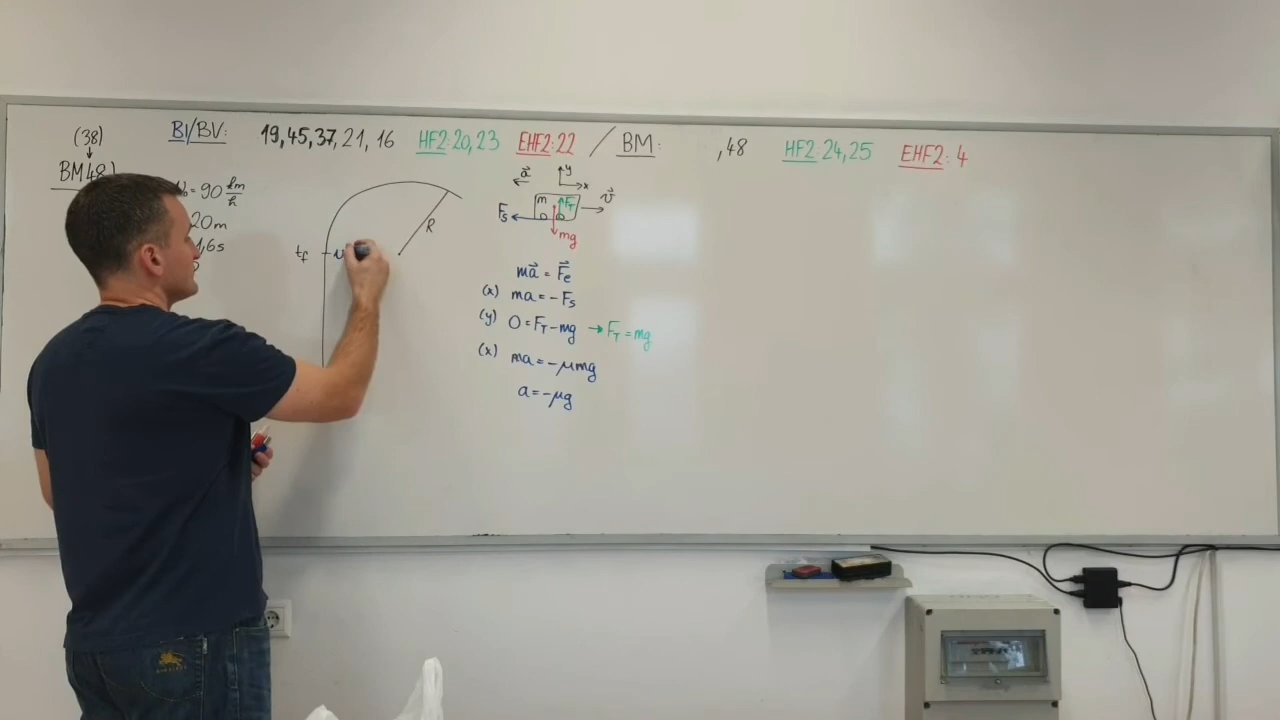 (38) BI/BV: 19,45,37,21,16 HF2:20,23 EHF2:22 / BM: ,48 HF2:24,25 EHF2:4
↓
BM48)
= 90 km/h
20m
1,6s
t_f
R
a⃗ y x
m F_T v⃗
F_s
mg
ma⃗ = F⃗_e
(x) ma = -F_s
(y) 0 = F_T - mg → F_T = mg
(x) ma = -μmg
a = -μg